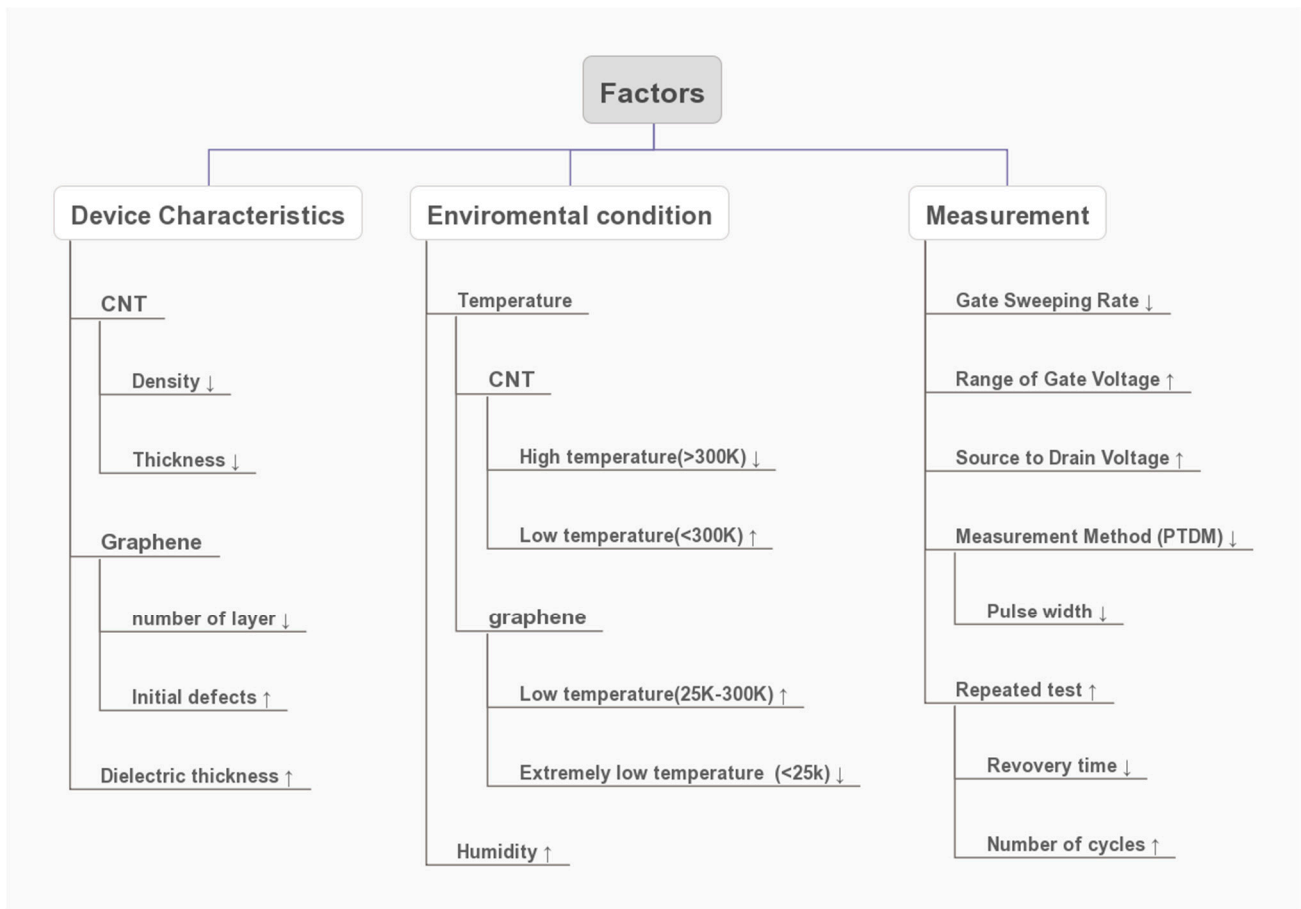 Factors
Device Characteristics
CNT
Density ↓
Thickness ↓
Graphene
number of layer ↓
Initial defects ↑
Dielectric thickness ↑
Enviromental condition
Temperature
CNT
High temperature(>300K) ↓
Low temperature(<300K) ↑
graphene
Low temperature(25K-300K) ↑
Extremely low temperature (<25k) ↓
Humidity ↑
Measurement
Gate Sweeping Rate ↓
Range of Gate Voltage ↑
Source to Drain Voltage ↑
Measurement Method (PTDM) ↓
Pulse width ↓
Repeated test ↑
Revovery time ↓
Number of cycles ↑